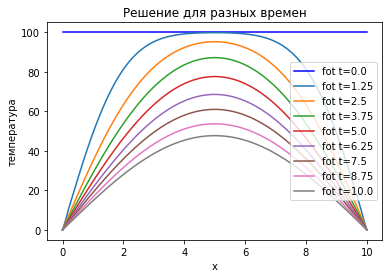 Решение для разных времен
температура
100
80
60
40
20
0
0 2 4 6 8 10
x
fot t=0.0
fot t=1.25
fot t=2.5
fot t=3.75
fot t=5.0
fot t=6.25
fot t=7.5
fot t=8.75
fot t=10.0